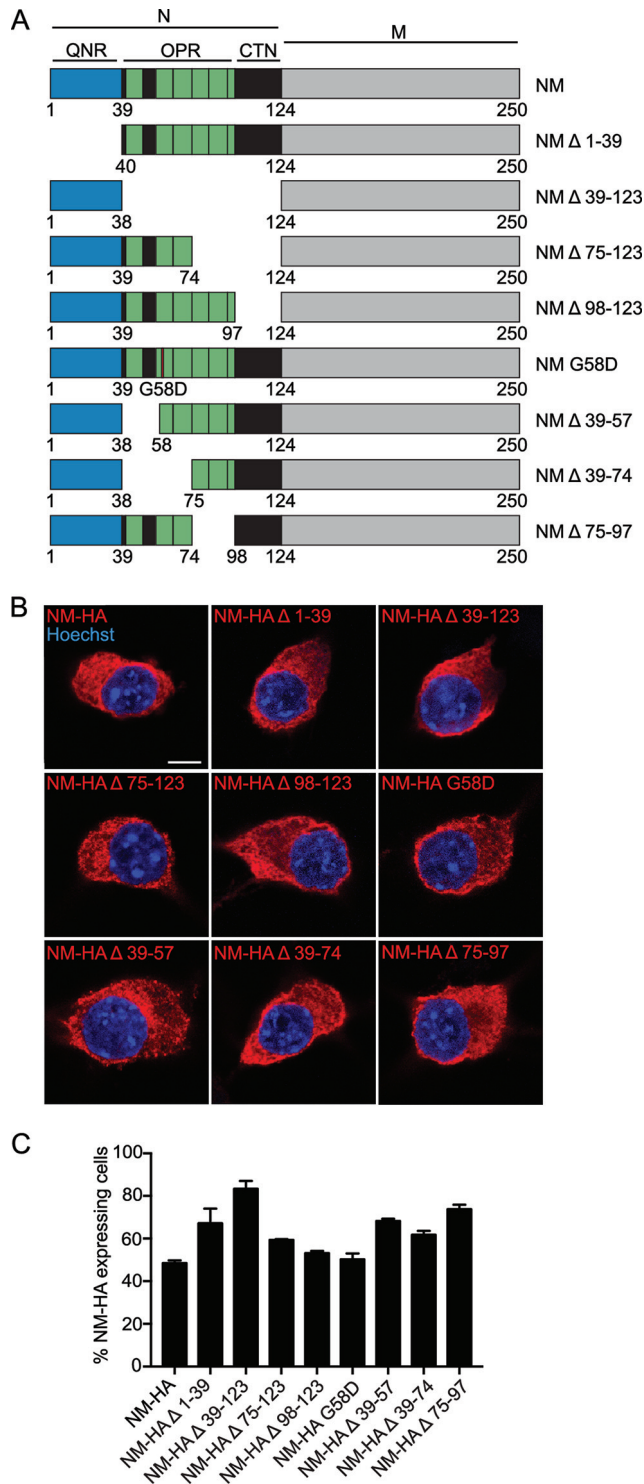 A
N
M
QNR OPR CTN
NM
1 39 124 250
NM Δ 1-39
40 124 250
NM Δ 39-123
1 38 124 250
NM Δ 75-123
1 39 74 124 250
NM Δ 98-123
1 39 97 124 250
NM G58D
1 39 G58D 124 250
NM Δ 39-57
1 38 58 124 250
NM Δ 39-74
1 38 75 124 250
NM Δ 75-97
1 39 74 98 124 250
B
NM-HA NM-HA Δ 1-39 NM-HA Δ 39-123
Hoechst
NM-HA Δ 75-123 NM-HA Δ 98-123 NM-HA G58D
NM-HA Δ 39-57 NM-HA Δ 39-74 NM-HA Δ 75-97
C
% NM-HA expressing cells
100
80
60
40
20
0
NM-HA
NM-HA Δ 1-39
NM-HA Δ 39-123
NM-HA Δ 75-123
NM-HA Δ 98-123
NM-HA G58D
NM-HA Δ 39-57
NM-HA Δ 39-74
NM-HA Δ 75-97